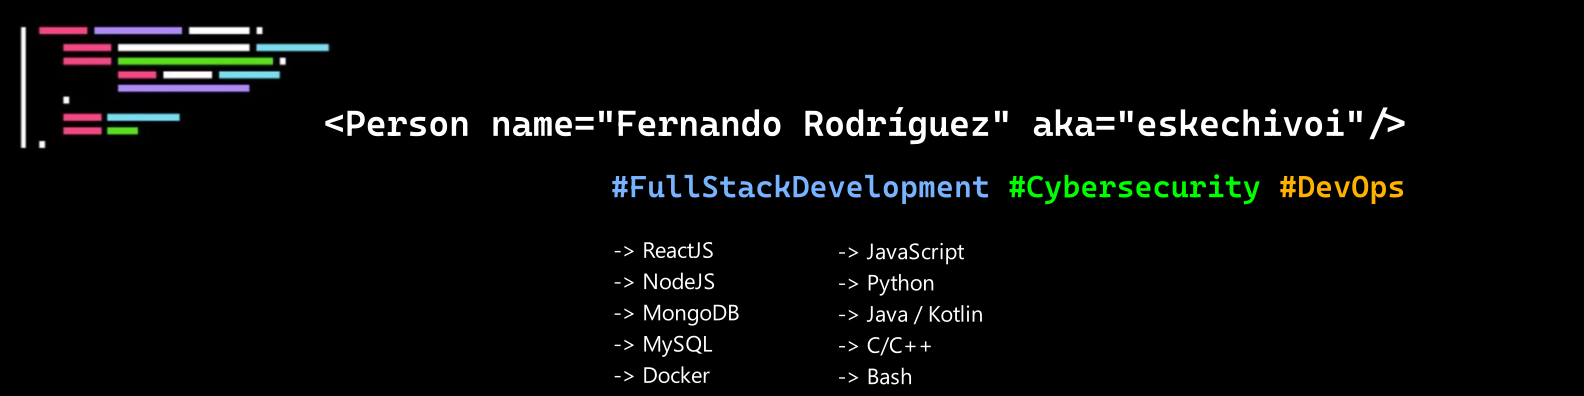 <Person name="Fernando Rodríguez" aka="eskechivoi"/>
#FullStackDevelopment #Cybersecurity #DevOps
-> ReactJS
-> NodeJS
-> MongoDB
-> MySQL
-> Docker
-> JavaScript
-> Python
-> Java / Kotlin
-> C/C++
-> Bash